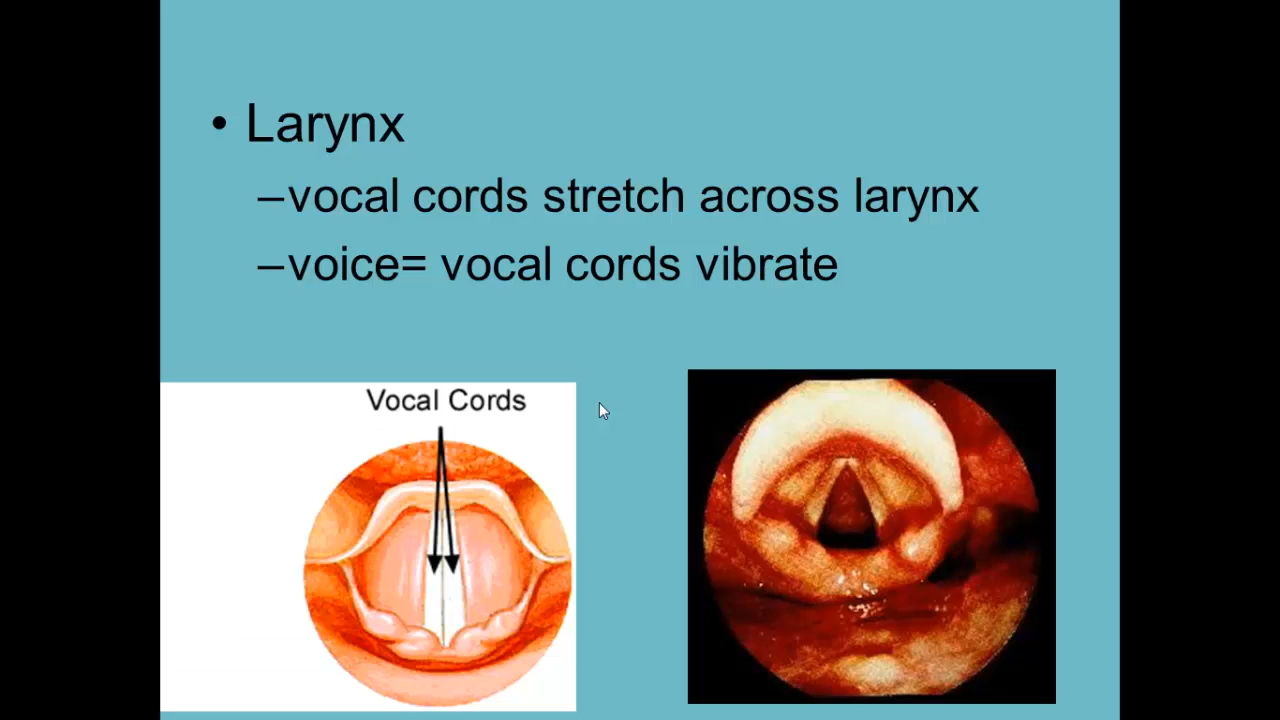 • Larynx
–vocal cords stretch across larynx
–voice= vocal cords vibrate
Vocal Cords